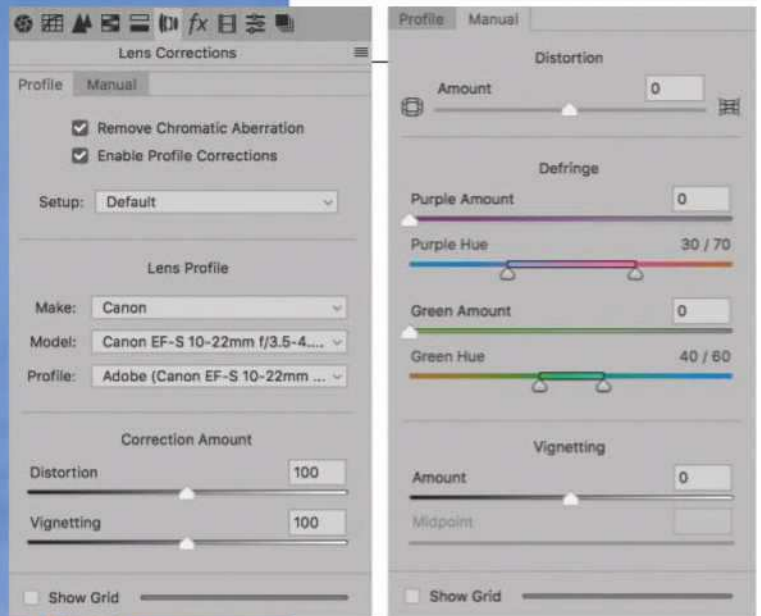 fx
Lens Corrections
Profile Manual
Remove Chromatic Aberration
Enable Profile Corrections
Setup: Default
Lens Profile
Make: Canon
Model: Canon EF-S 10-22mm f/3.5-4....
Profile: Adobe (Canon EF-S 10-22mm ...
Correction Amount
Distortion 100
Vignetting 100
Show Grid
Profile Manual
Distortion
Amount 0
Defringe
Purple Amount 0
Purple Hue 30 / 70
Green Amount 0
Green Hue 40 / 60
Vignetting
Amount 0
Midpoint
Show Grid